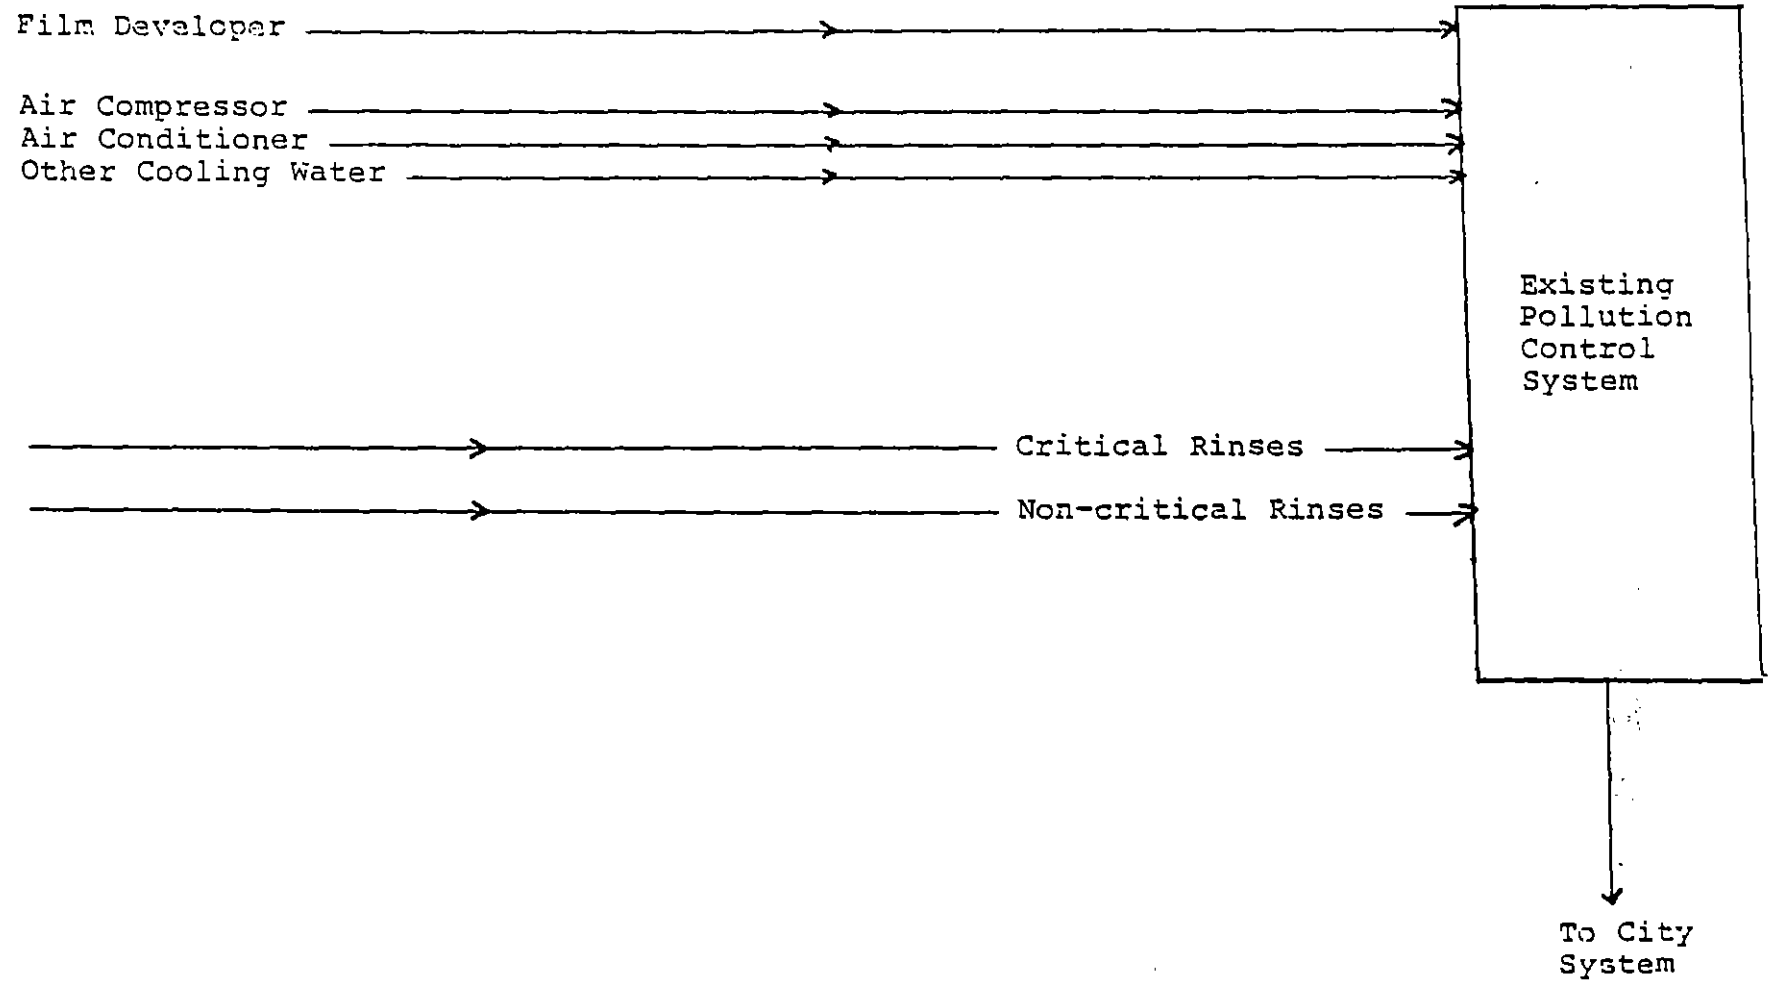 Film Developer
Air Compressor
Air Conditioner
Other Cooling Water
Existing
Pollution
Control
System
Critical Rinses
Non-critical Rinses
To City
System